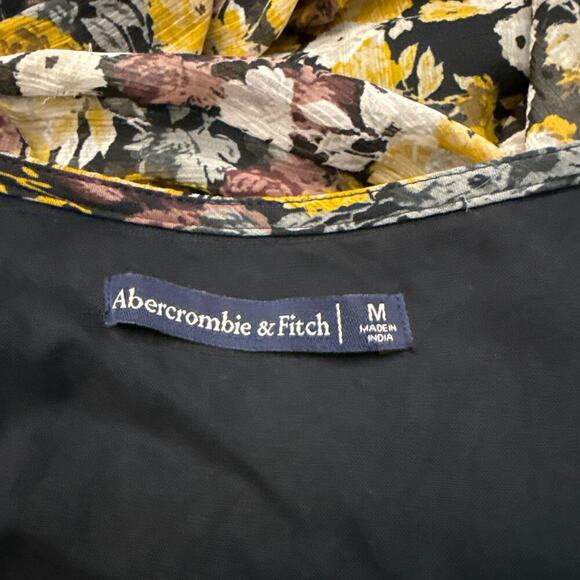 Abercrombie & Fitch
M
MADE IN
INDIA